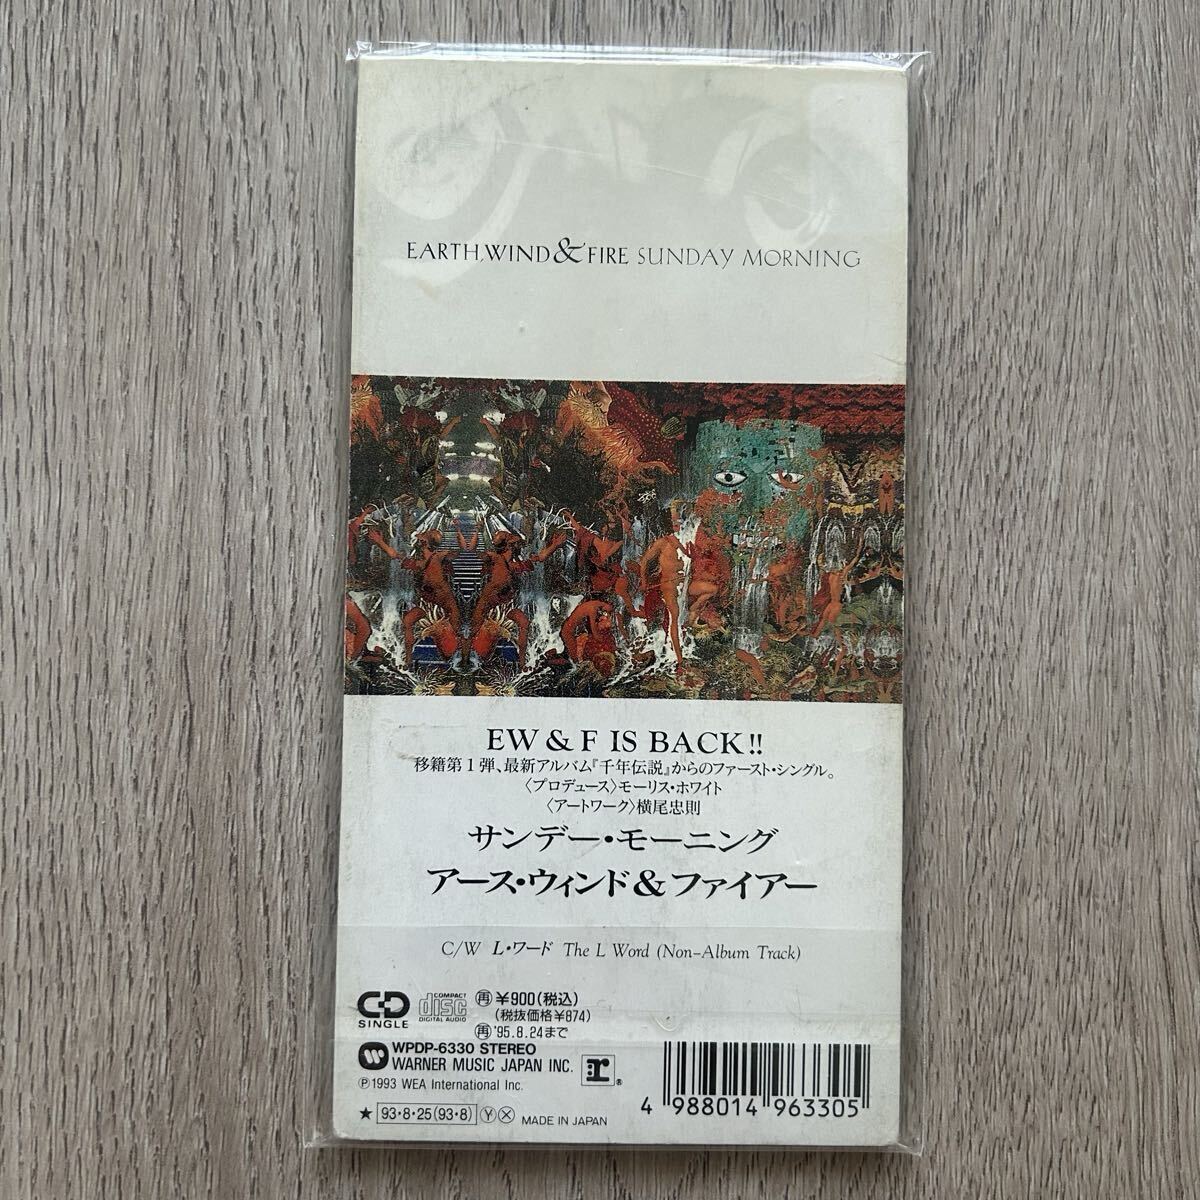 EARTH, WIND & FIRE SUNDAY MORNING
EW & F IS BACK!!
移籍第1弾、最新アルバム『千年伝説』からのファースト・シングル。
〈プロデュース〉モーリス・ホワイト
〈アートワーク〉横尾忠則
サンデー・モーニング
アース・ウィンド&ファイアー
C/W L・ワード The L Word (Non-Album Track)
CD SINGLE
COMPACT disc DIGITAL AUDIO
再 ¥900(税込)
(税抜価格¥874)
再 '95.8.24まで
WPDP-6330 STEREO
WARNER MUSIC JAPAN INC.
r®
Ⓟ1993 WEA International Inc.
★ 93・8・25(93・8) Ⓨ Ⓧ MADE IN JAPAN
4 988014 963305